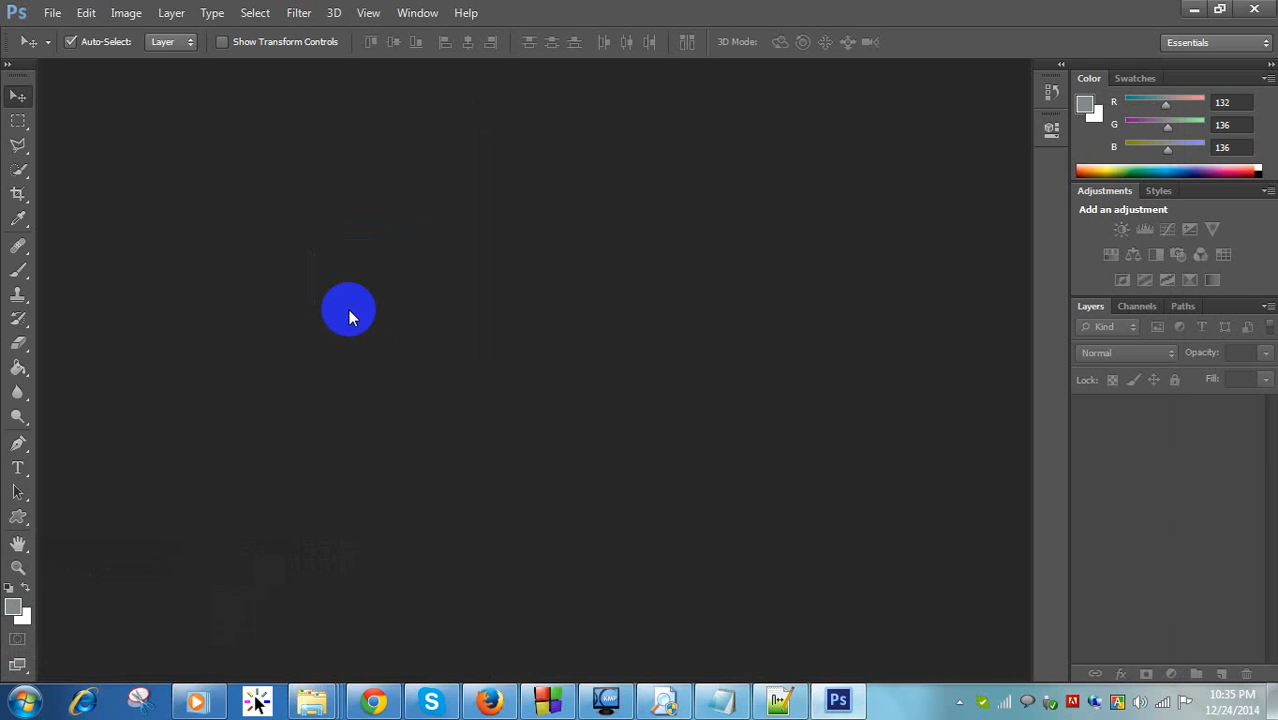 Ps File Edit Image Layer Type Select Filter 3D View Window Help
Auto-Select: Layer Show Transform Controls 3D Mode: Essentials
Color Swatches
R 132
G 136
B 136
Adjustments Styles
Add an adjustment
Layers Channels Paths
Kind
Normal Opacity:
Lock: Fill:
T
10:35 PM
12/24/2014